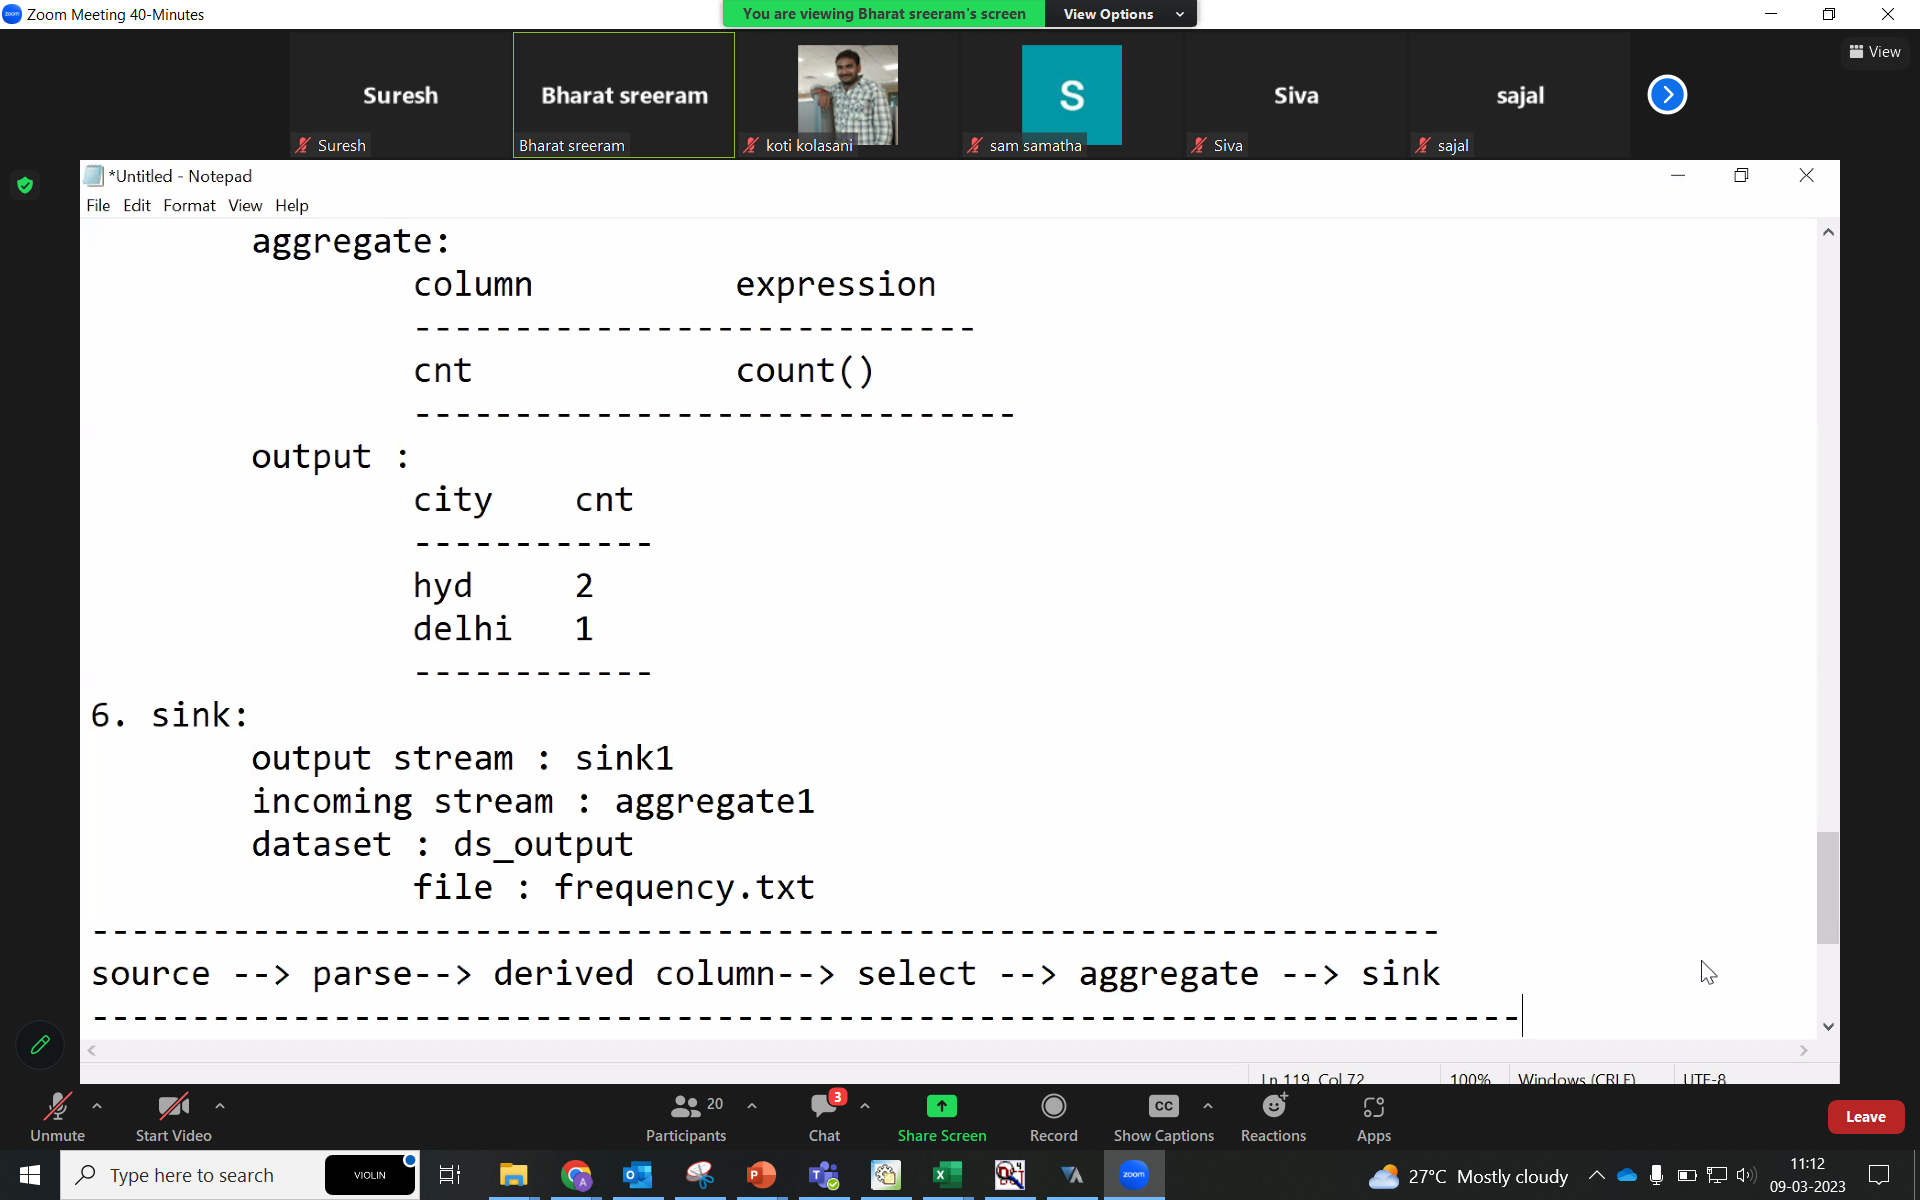 Zoom Meeting 40-Minutes
You are viewing Bharat sreeram's screen
View Options
View
Suresh
Bharat sreeram
S
Siva
sajal
Suresh
Bharat sreeram
koti kolasani
sam samatha
Siva
sajal
*Untitled - Notepad
File Edit Format View Help
aggregate:
column expression
----------------------------
cnt count()
------------------------------
output :
city cnt
------------
hyd 2
delhi 1
------------
6. sink:
output stream : sink1
incoming stream : aggregate1
dataset : ds_output
file : frequency.txt
-------------------------------------------------------------------
source --> parse--> derived column--> select --> aggregate --> sink
-----------------------------------------------------------------------
Ln 119, Col 72 100% Windows (CRLF) UTF-8
Unmute
Start Video
20
Participants
3
Chat
Share Screen
Record
CC
Show Captions
Reactions
Apps
Leave
Type here to search
VIOLIN
zoom
27°C Mostly cloudy
11:12
09-03-2023